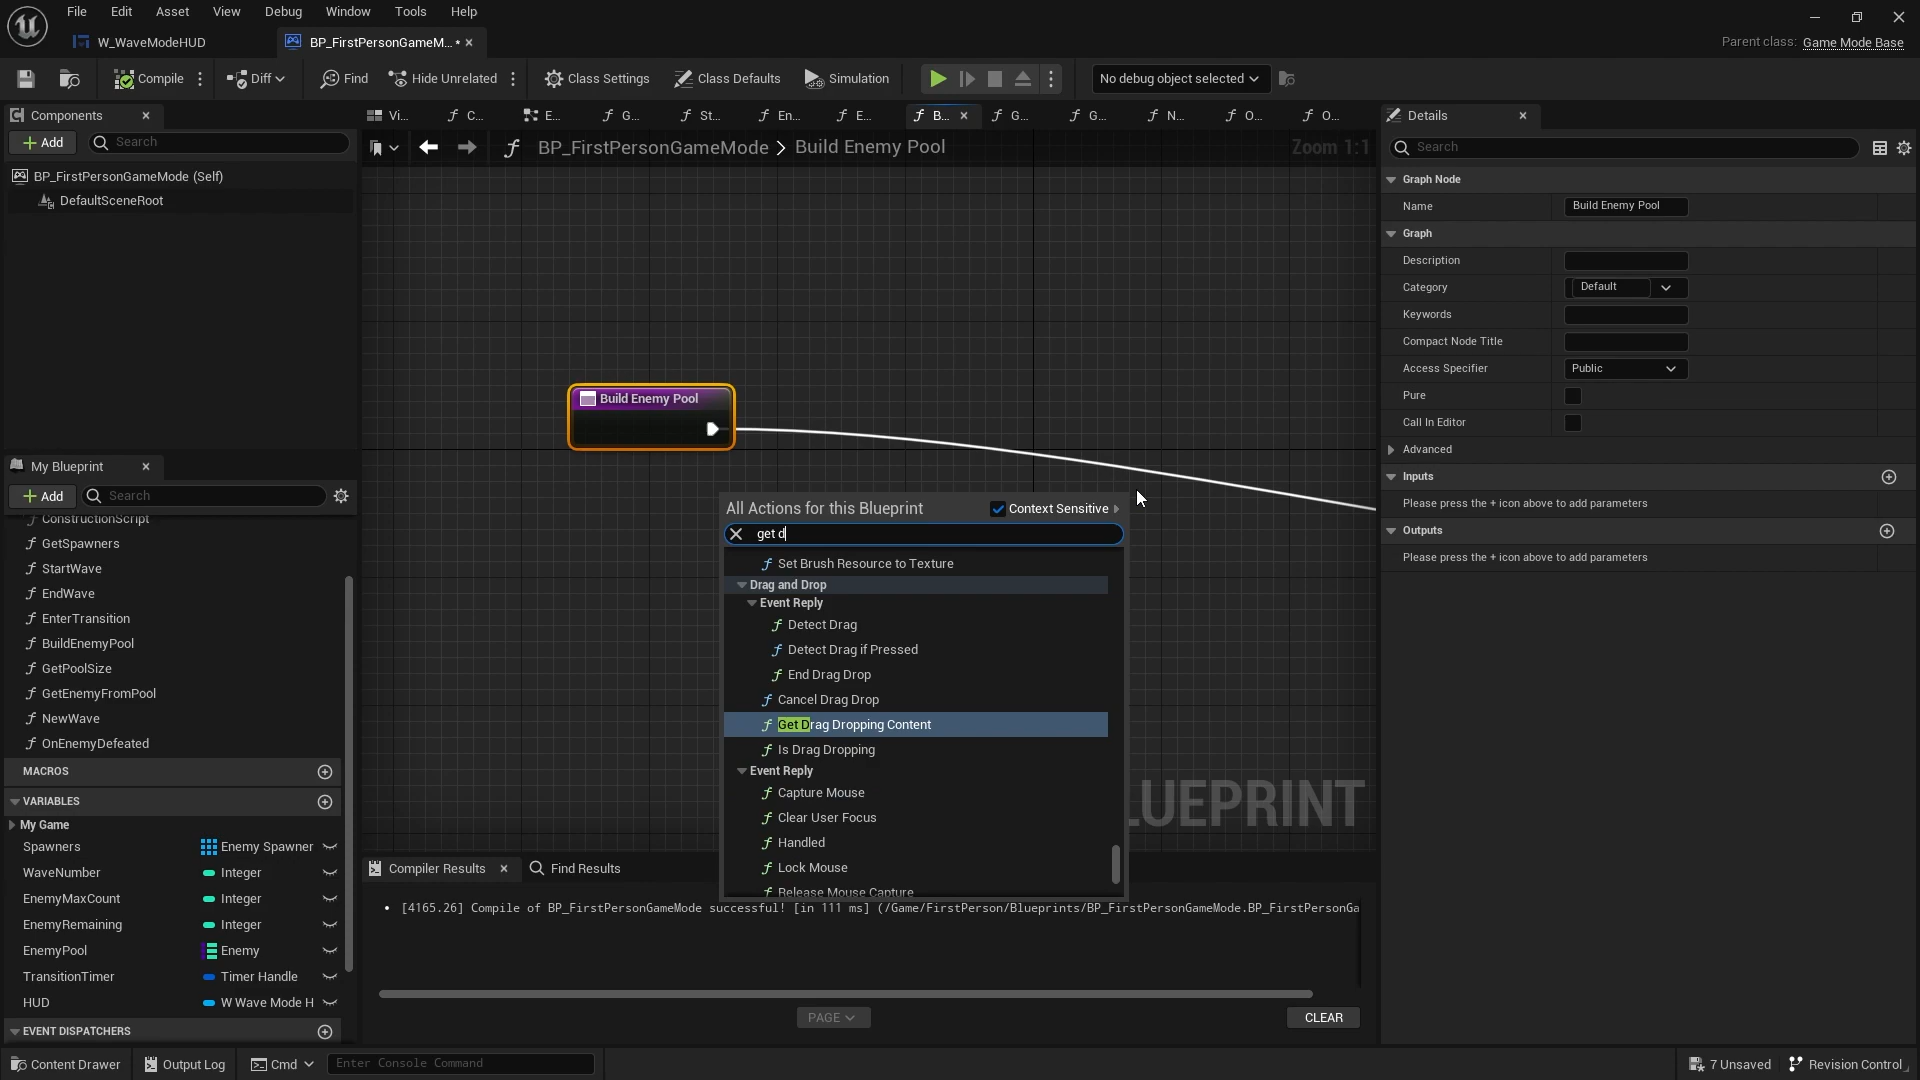 File Edit Asset View Debug Window Tools Help
W_WaveModeHUD
BP_FirstPersonGameM... *
Parent class: Game Mode Base
Compile
Diff
Find
Hide Unrelated
Class Settings
Class Defaults
Simulation
No debug object selected
Components
Add
Search
BP_FirstPersonGameMode (Self)
DefaultSceneRoot
Vi...
C...
E...
G...
St...
En...
E...
B...
G...
G...
N...
O...
O...
BP_FirstPersonGameMode > Build Enemy Pool
Zoom 1:1
Build Enemy Pool
All Actions for this Blueprint
Context Sensitive
get d
Set Brush Resource to Texture
Drag and Drop
Event Reply
Detect Drag
Detect Drag if Pressed
End Drag Drop
Cancel Drag Drop
Get Drag Dropping Content
Is Drag Dropping
Event Reply
Capture Mouse
Clear User Focus
Handled
Lock Mouse
Release Mouse Capture
LUEPRINT
My Blueprint
Add
Search
ConstructionScript
GetSpawners
StartWave
EndWave
EnterTransition
BuildEnemyPool
GetPoolSize
GetEnemyFromPool
NewWave
OnEnemyDefeated
MACROS
VARIABLES
My Game
Spawners Enemy Spawner
WaveNumber Integer
EnemyMaxCount Integer
EnemyRemaining Integer
EnemyPool Enemy
TransitionTimer Timer Handle
HUD W Wave Mode H
EVENT DISPATCHERS
Compiler Results
Find Results
[4165.26] Compile of BP_FirstPersonGameMode successful! [in 111 ms] (/Game/FirstPerson/Blueprints/BP_FirstPersonGameMode.BP_FirstPersonGa
PAGE
CLEAR
Details
Search
Graph Node
Name Build Enemy Pool
Graph
Description
Category Default
Keywords
Compact Node Title
Access Specifier Public
Pure
Call In Editor
Advanced
Inputs
Please press the + icon above to add parameters
Outputs
Please press the + icon above to add parameters
Content Drawer
Output Log
Cmd
Enter Console Command
7 Unsaved
Revision Control